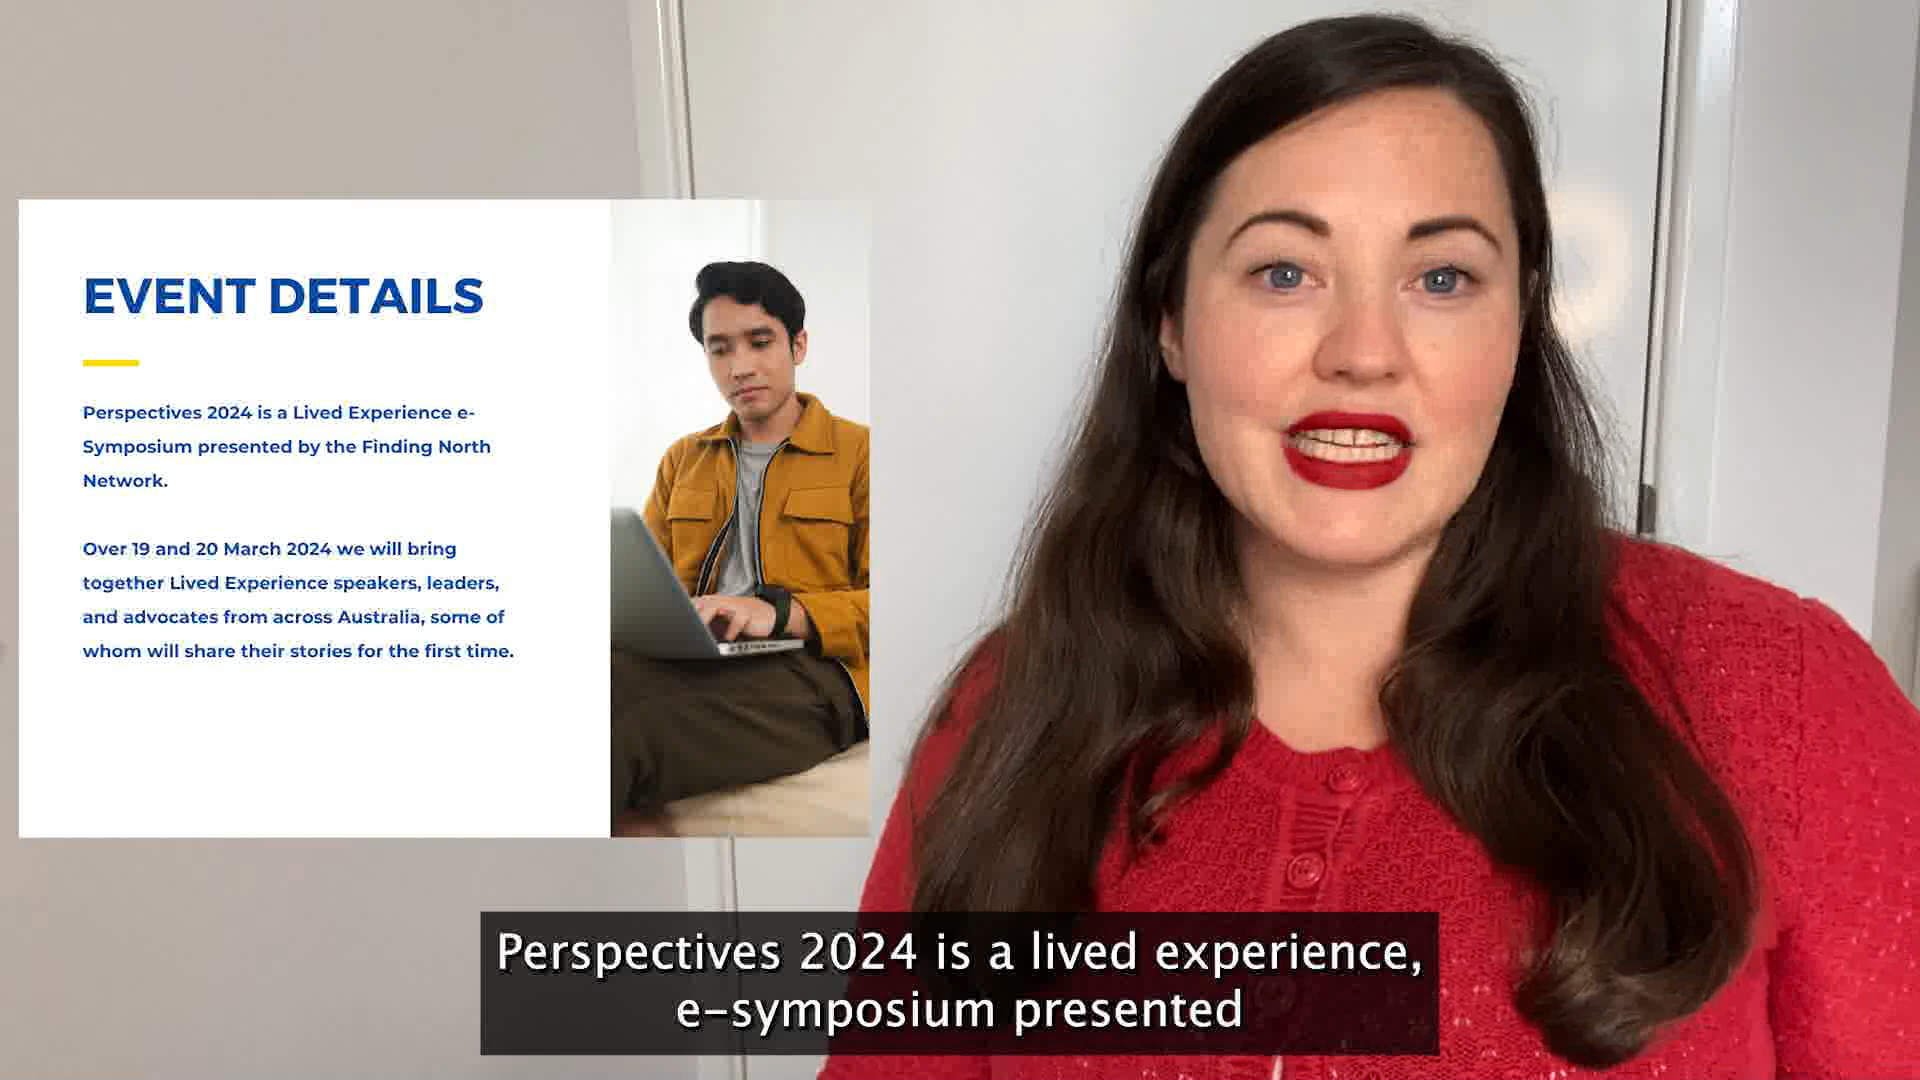 EVENT DETAILS
Perspectives 2024 is a Lived Experience e-
Symposium presented by the Finding North
Network.
Over 19 and 20 March 2024 we will bring
together Lived Experience speakers, leaders,
and advocates from across Australia, some of
whom will share their stories for the first time.
Perspectives 2024 is a lived experience,
e-symposium presented